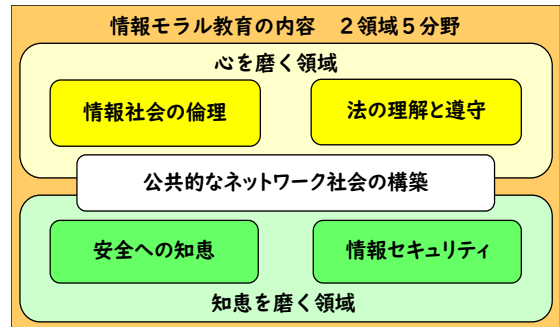 情報モラル教育の内容　２領域５分野
心を磨く領域
情報社会の倫理
法の理解と遵守
公共的なネットワーク社会の構築
安全への知恵
情報セキュリティ
知恵を磨く領域